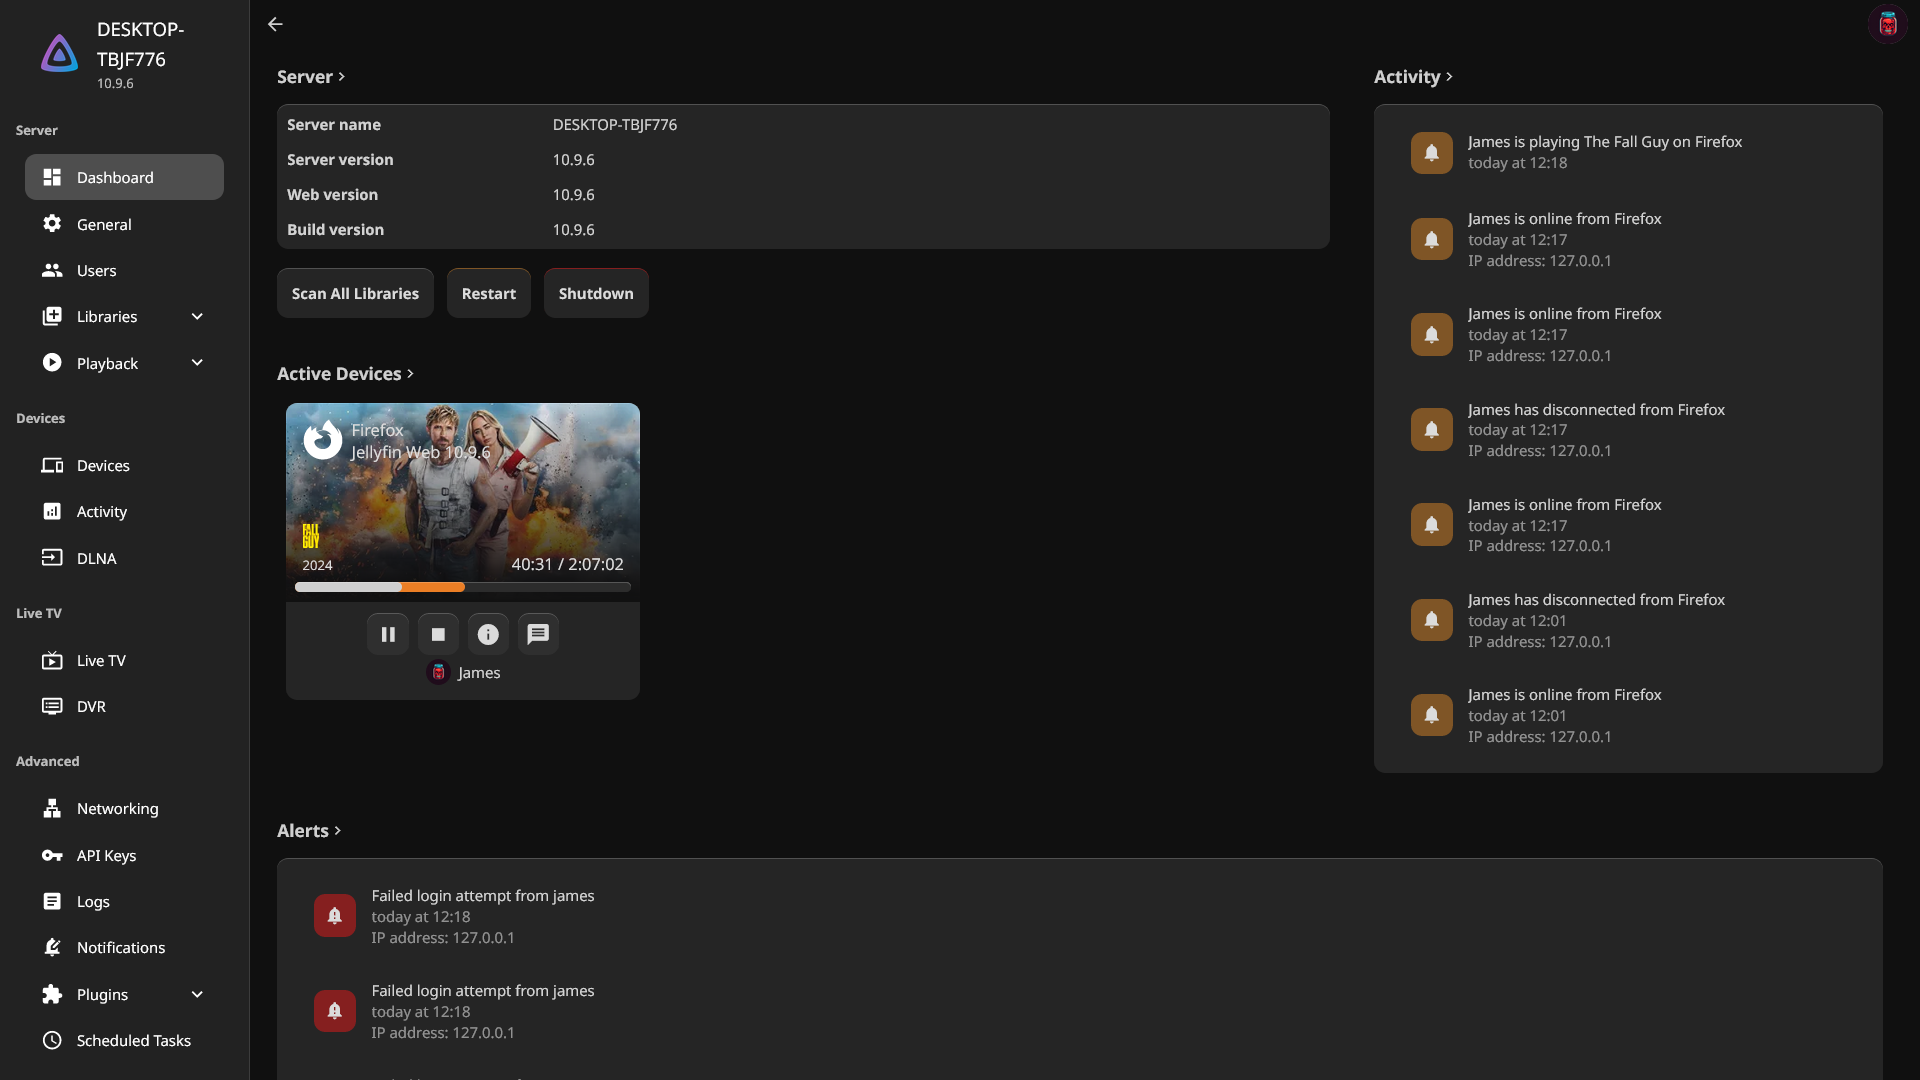 DESKTOP-
TBJF776
10.9.6
Server
Dashboard
General
Users
Libraries
Playback
Devices
Devices
Activity
DLNA
Live TV
Live TV
DVR
Advanced
Networking
API Keys
Logs
Notifications
Plugins
Scheduled Tasks
Server
Server name DESKTOP-TBJF776
Server version 10.9.6
Web version 10.9.6
Build version 10.9.6
Scan All Libraries Restart Shutdown
Active Devices
Firefox
Jellyfin Web 10.9.6
FALL
GUY
2024 40:31 / 2:07:02
James
Activity
James is playing The Fall Guy on Firefox
today at 12:18
James is online from Firefox
today at 12:17
IP address: 127.0.0.1
James is online from Firefox
today at 12:17
IP address: 127.0.0.1
James has disconnected from Firefox
today at 12:17
IP address: 127.0.0.1
James is online from Firefox
today at 12:17
IP address: 127.0.0.1
James has disconnected from Firefox
today at 12:01
IP address: 127.0.0.1
James is online from Firefox
today at 12:01
IP address: 127.0.0.1
Alerts
Failed login attempt from james
today at 12:18
IP address: 127.0.0.1
Failed login attempt from james
today at 12:18
IP address: 127.0.0.1